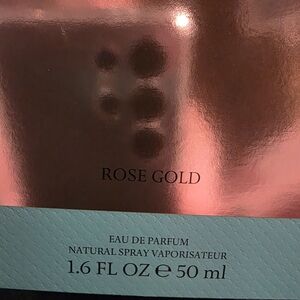 ROSE GOLD
EAU DE PARFUM
NATURAL SPRAY VAPORISATEUR
1.6 FL OZ ℮ 50 ml